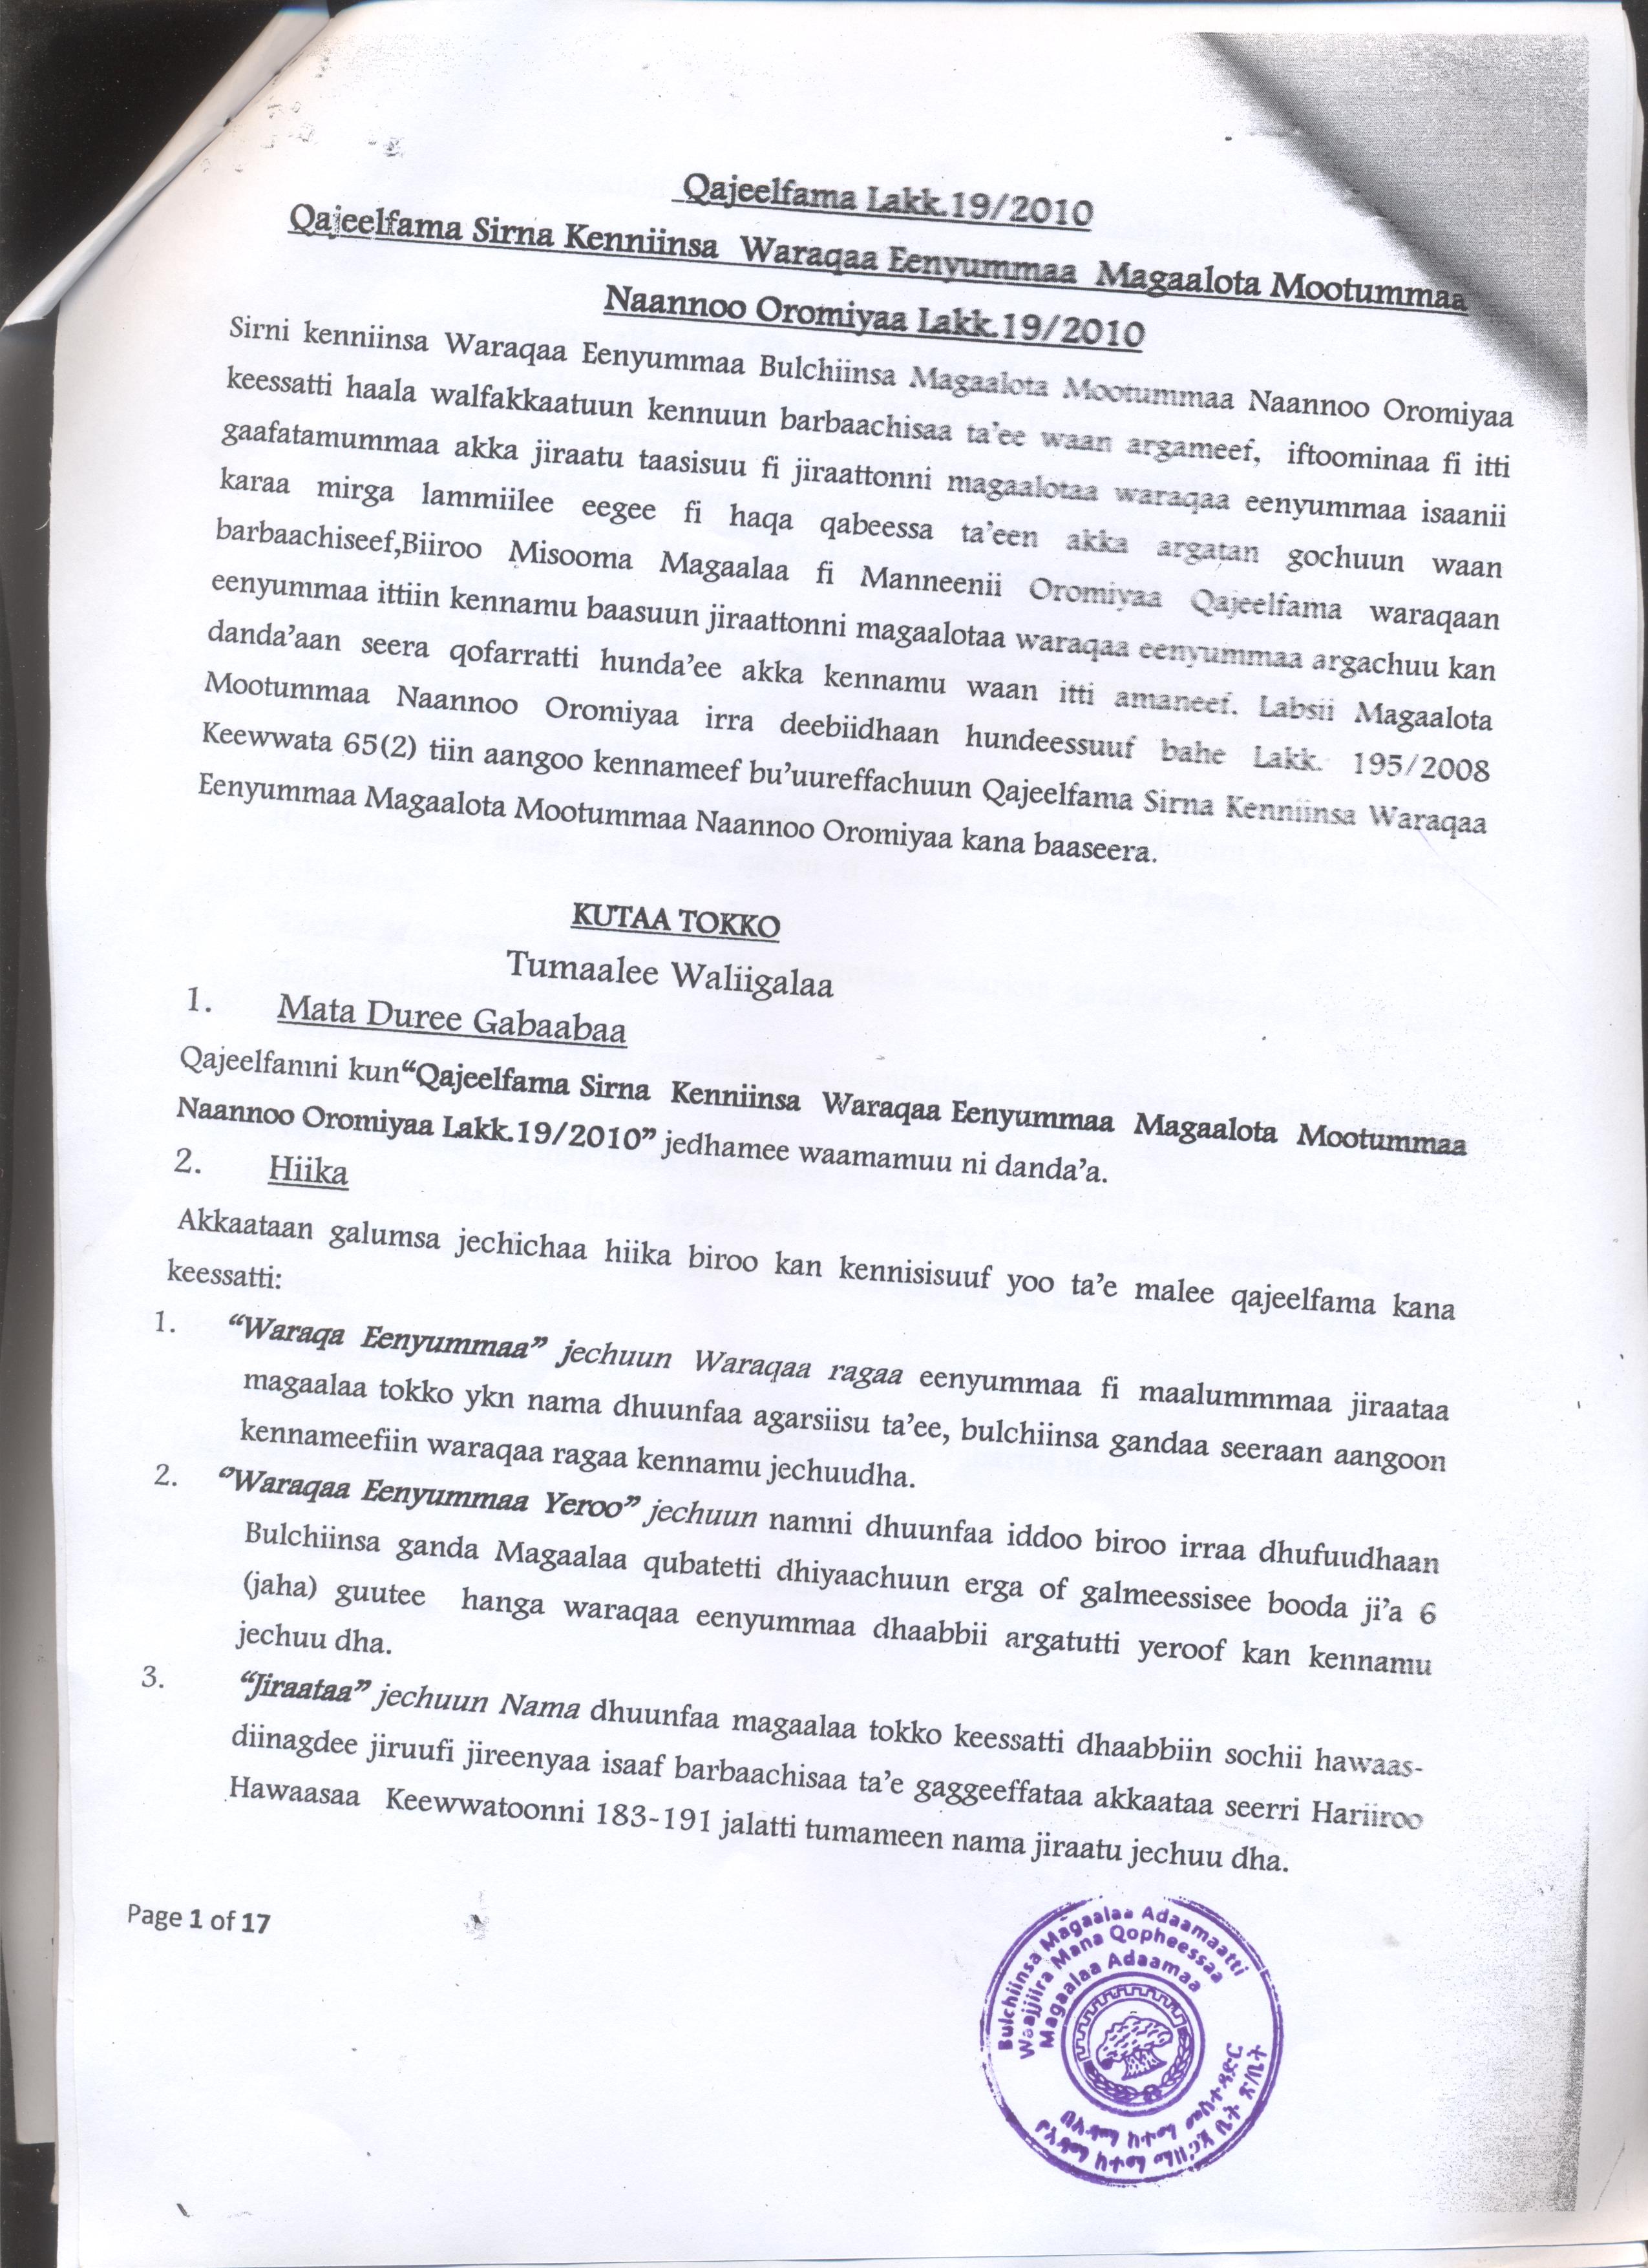 Qajeelfama Lakk.19/2010
Qajeelfama Sirna Kenniinsa Waraqaa Eenyummaa Magaalota Mootummaa
Naannoo Oromiyaa Lakk.19/2010
Sirni kenniinsa Waraqaa Eenyummaa Bulchiinsa Magaalota Mootummaa Naannoo Oromiyaa
keessatti haala walfakkaatuun kennuun barbaachisaa ta'ee waan argameef, iftoominaa fi itti
gaafatamummaa akka jiraatu taasisuu fi jiraattonni magaalotaa waraqaa eenyummaa isaanii
karaa mirga lammiilee eegee fi haqa qabeessa ta'een akka argatan gochuun waan
barbaachiseef,Biiroo Misooma Magaalaa fi Manneenii Oromiyaa Qajeelfama waraqaan
eenyummaa ittiin kennamu baasuun jiraattonni magaalotaa waraqaa eenyummaa argachuu kan
danda'aan seera qofarratti hunda'ee akka kennamu waan itti amaneef. Labsii Magaalota
Mootummaa Naannoo Oromiyaa irra deebiidhaan hundeessuuf bahe Lakk. 195/2008
Keewwata 65(2) tiin aangoo kennameef bu'uureffachuun Qajeelfama Sirna Kenniinsa Waraqaa
Eenyummaa Magaalota Mootummaa Naannoo Oromiyaa kana baaseera.
KUTAA TOKKO
Tumaalee Waliigalaa
1. Mata Duree Gabaabaa
Qajeelfamni kun“Qajeelfama Sirna Kenniinsa Waraqaa Eenyummaa Magaalota Mootummaa
Naannoo Oromiyaa Lakk.19/2010” jedhamee waamamuu ni danda'a.
2. Hiika
Akkaataan galumsa jechichaa hiika biroo kan kennisisuuf yoo ta'e malee qajeelfama kana
keessatti:
1. “Waraqa Eenyummaa” jechuun Waraqaa ragaa eenyummaa fi maalummmaa jiraataa
magaalaa tokko ykn nama dhuunfaa agarsiisu ta'ee, bulchiinsa gandaa seeraan aangoon
kennameefiin waraqaa ragaa kennamu jechuudha.
2. “Waraqaa Eenyummaa Yeroo” jechuun namni dhuunfaa iddoo biroo irraa dhufuudhaan
Bulchiinsa ganda Magaalaa qubatetti dhiyaachuun erga of galmeessisee booda ji'a 6
(jaha) guutee hanga waraqaa eenyummaa dhaabbii argatutti yeroof kan kennamu
jechuu dha.
3. “Jiraataa” jechuun Nama dhuunfaa magaalaa tokko keessatti dhaabbiin sochii hawaas-
diinagdee jiruufi jireenyaa isaaf barbaachisaa ta'e gaggeeffataa akkaataa seerri Hariiroo
Hawaasaa Keewwatoonni 183-191 jalatti tumameen nama jiraatu jechuu dha.
Page 1 of 17
Bulchiinsa Magaalaa Adaamaatti
Waajjiira Mana Qopheessaa
Magaalaa Adaamaa